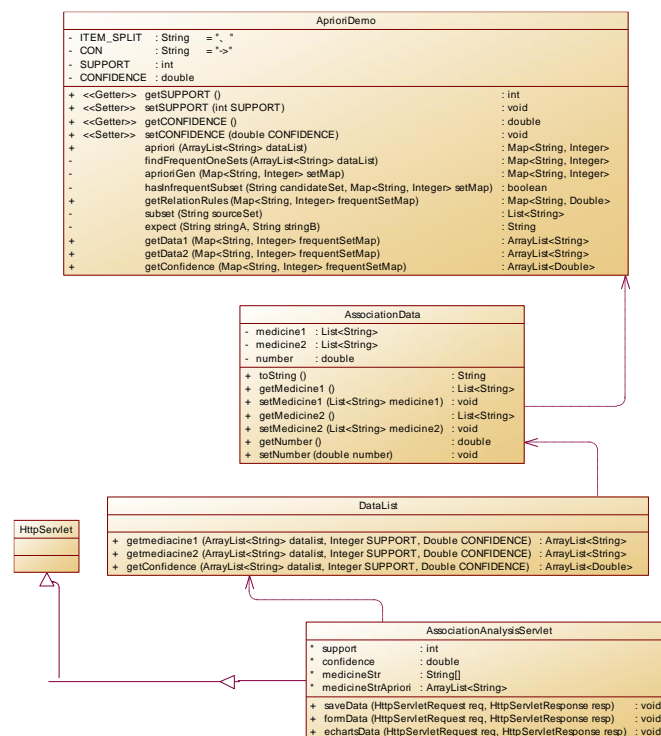 AprioriDemo
- ITEM_SPLIT : String = "、"
- CON : String = "->"
- SUPPORT : int
- CONFIDENCE : double
+ <<Getter>> getSUPPORT () : int
+ <<Setter>> setSUPPORT (int SUPPORT) : void
+ <<Getter>> getCONFIDENCE () : double
+ <<Setter>> setCONFIDENCE (double CONFIDENCE) : void
+ apriori (ArrayList<String> dataList) : Map<String, Integer>
- findFrequentOneSets (ArrayList<String> dataList) : Map<String, Integer>
- aprioriGen (Map<String, Integer> setMap) : Map<String, Integer>
- hasInfrequentSubset (String candidateSet, Map<String, Integer> setMap) : boolean
+ getRelationRules (Map<String, Integer> frequentSetMap) : Map<String, Double>
- subset (String sourceSet) : List<String>
- expect (String stringA, String stringB) : String
+ getData1 (Map<String, Integer> frequentSetMap) : ArrayList<String>
+ getData2 (Map<String, Integer> frequentSetMap) : ArrayList<String>
+ getConfidence (Map<String, Integer> frequentSetMap) : ArrayList<Double>
AssociationData
- medicine1 : List<String>
- medicine2 : List<String>
- number : double
+ toString () : String
+ getMedicine1 () : List<String>
+ setMedicine1 (List<String> medicine1) : void
+ getMedicine2 () : List<String>
+ setMedicine2 (List<String> medicine2) : void
+ getNumber () : double
+ setNumber (double number) : void
DataList
+ getmediacine1 (ArrayList<String> datalist, Integer SUPPORT, Double CONFIDENCE) : ArrayList<String>
+ getmediacine2 (ArrayList<String> datalist, Integer SUPPORT, Double CONFIDENCE) : ArrayList<String>
+ getConfidence (ArrayList<String> datalist, Integer SUPPORT, Double CONFIDENCE) : ArrayList<Double>
HttpServlet
AssociationAnalysisServlet
* support : int
* confidence : double
* medicineStr : String[]
* medicineStrApriori : ArrayList<String>
+ saveData (HttpServletRequest req, HttpServletResponse resp) : void
+ formData (HttpServletRequest req, HttpServletResponse resp) : void
+ echartsData (HttpServletRequest req, HttpServletResponse resp) : void